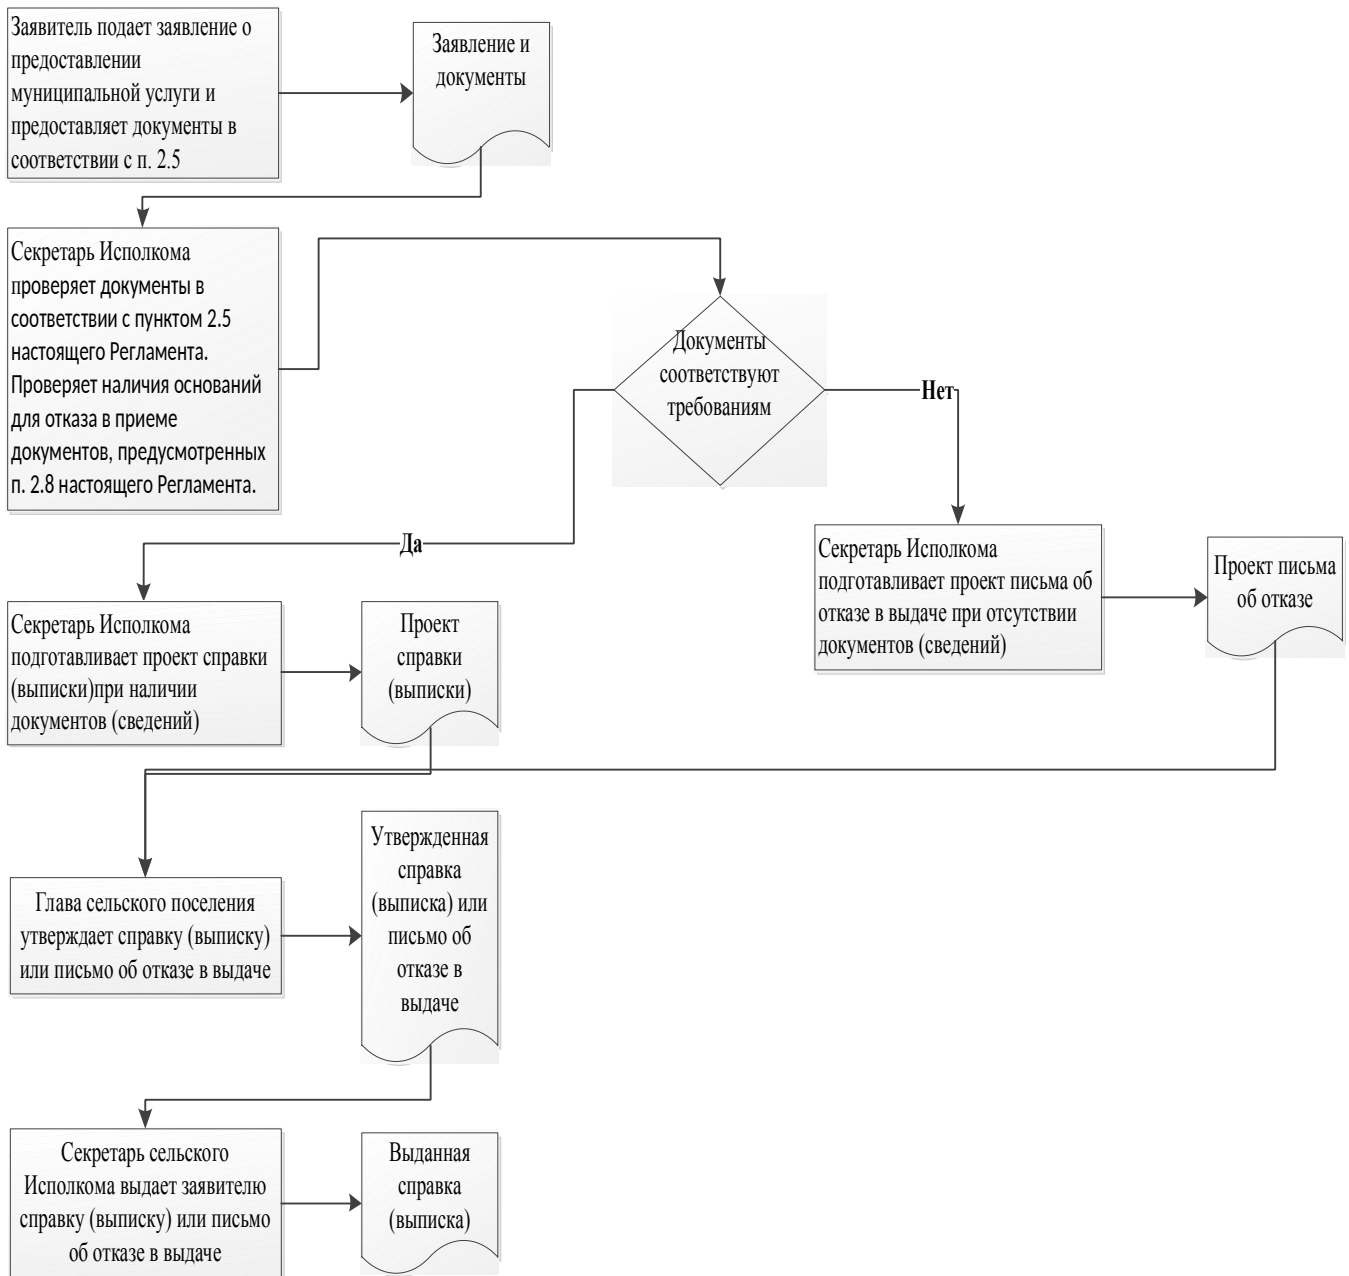 Заявитель подает заявление о
предоставлении
муниципальной услуги и
предоставляет документы в
соответствии с п. 2.5
Заявление и
документы
Секретарь Исполкома
проверяет документы в
соответствии с пунктом 2.5
настоящего Регламента.
Проверяет наличия оснований
для отказа в приеме
документов, предусмотренных
п. 2.8 настоящего Регламента.
Документы
соответствуют
требованиям
Нет
Да
Секретарь Исполкома
подготавливает проект письма об
отказе в выдаче при отсутствии
документов (сведений)
Проект письма
об отказе
Секретарь Исполкома
подготавливает проект справки
(выписки)при наличии
документов (сведений)
Проект
справки
(выписки)
Утвержденная
справка
(выписка) или
письмо об
отказе в
выдаче
Глава сельского поселения
утверждает справку (выписку)
или письмо об отказе в выдаче
Секретарь сельского
Исполкома выдает заявителю
справку (выписку) или письмо
об отказе в выдаче
Выданная
справка
(выписка)